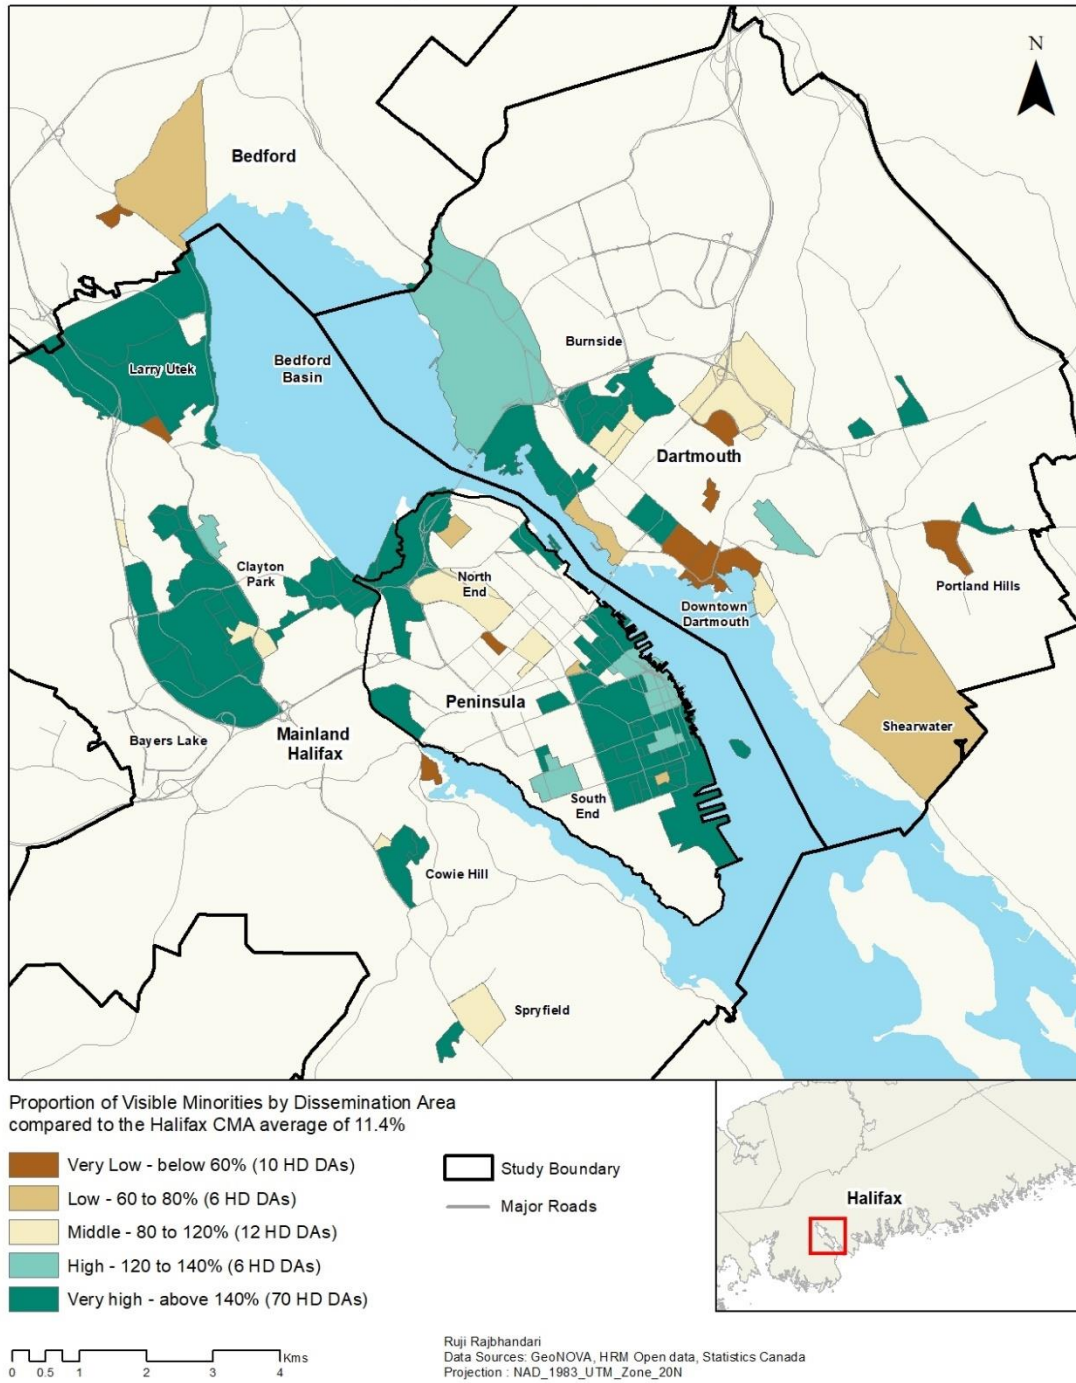 N
Bedford
Larry Utek
Bedford
Basin
Burnside
Dartmouth
Clayton
Park
North
End
Downtown
Dartmouth
Portland Hills
Peninsula
Shearwater
Bayers Lake
Mainland
Halifax
South
End
Cowie Hill
Spryfield
Proportion of Visible Minorities by Dissemination Area
compared to the Halifax CMA average of 11.4%
Very Low - below 60% (10 HD DAs)
Low - 60 to 80% (6 HD DAs)
Middle - 80 to 120% (12 HD DAs)
High - 120 to 140% (6 HD DAs)
Very high - above 140% (70 HD DAs)
Study Boundary
Major Roads
Halifax
0 0.5 1 2 3 4 Kms
Ruji Rajbhandari
Data Sources: GeoNOVA, HRM Open data, Statistics Canada
Projection : NAD_1983_UTM_Zone_20N